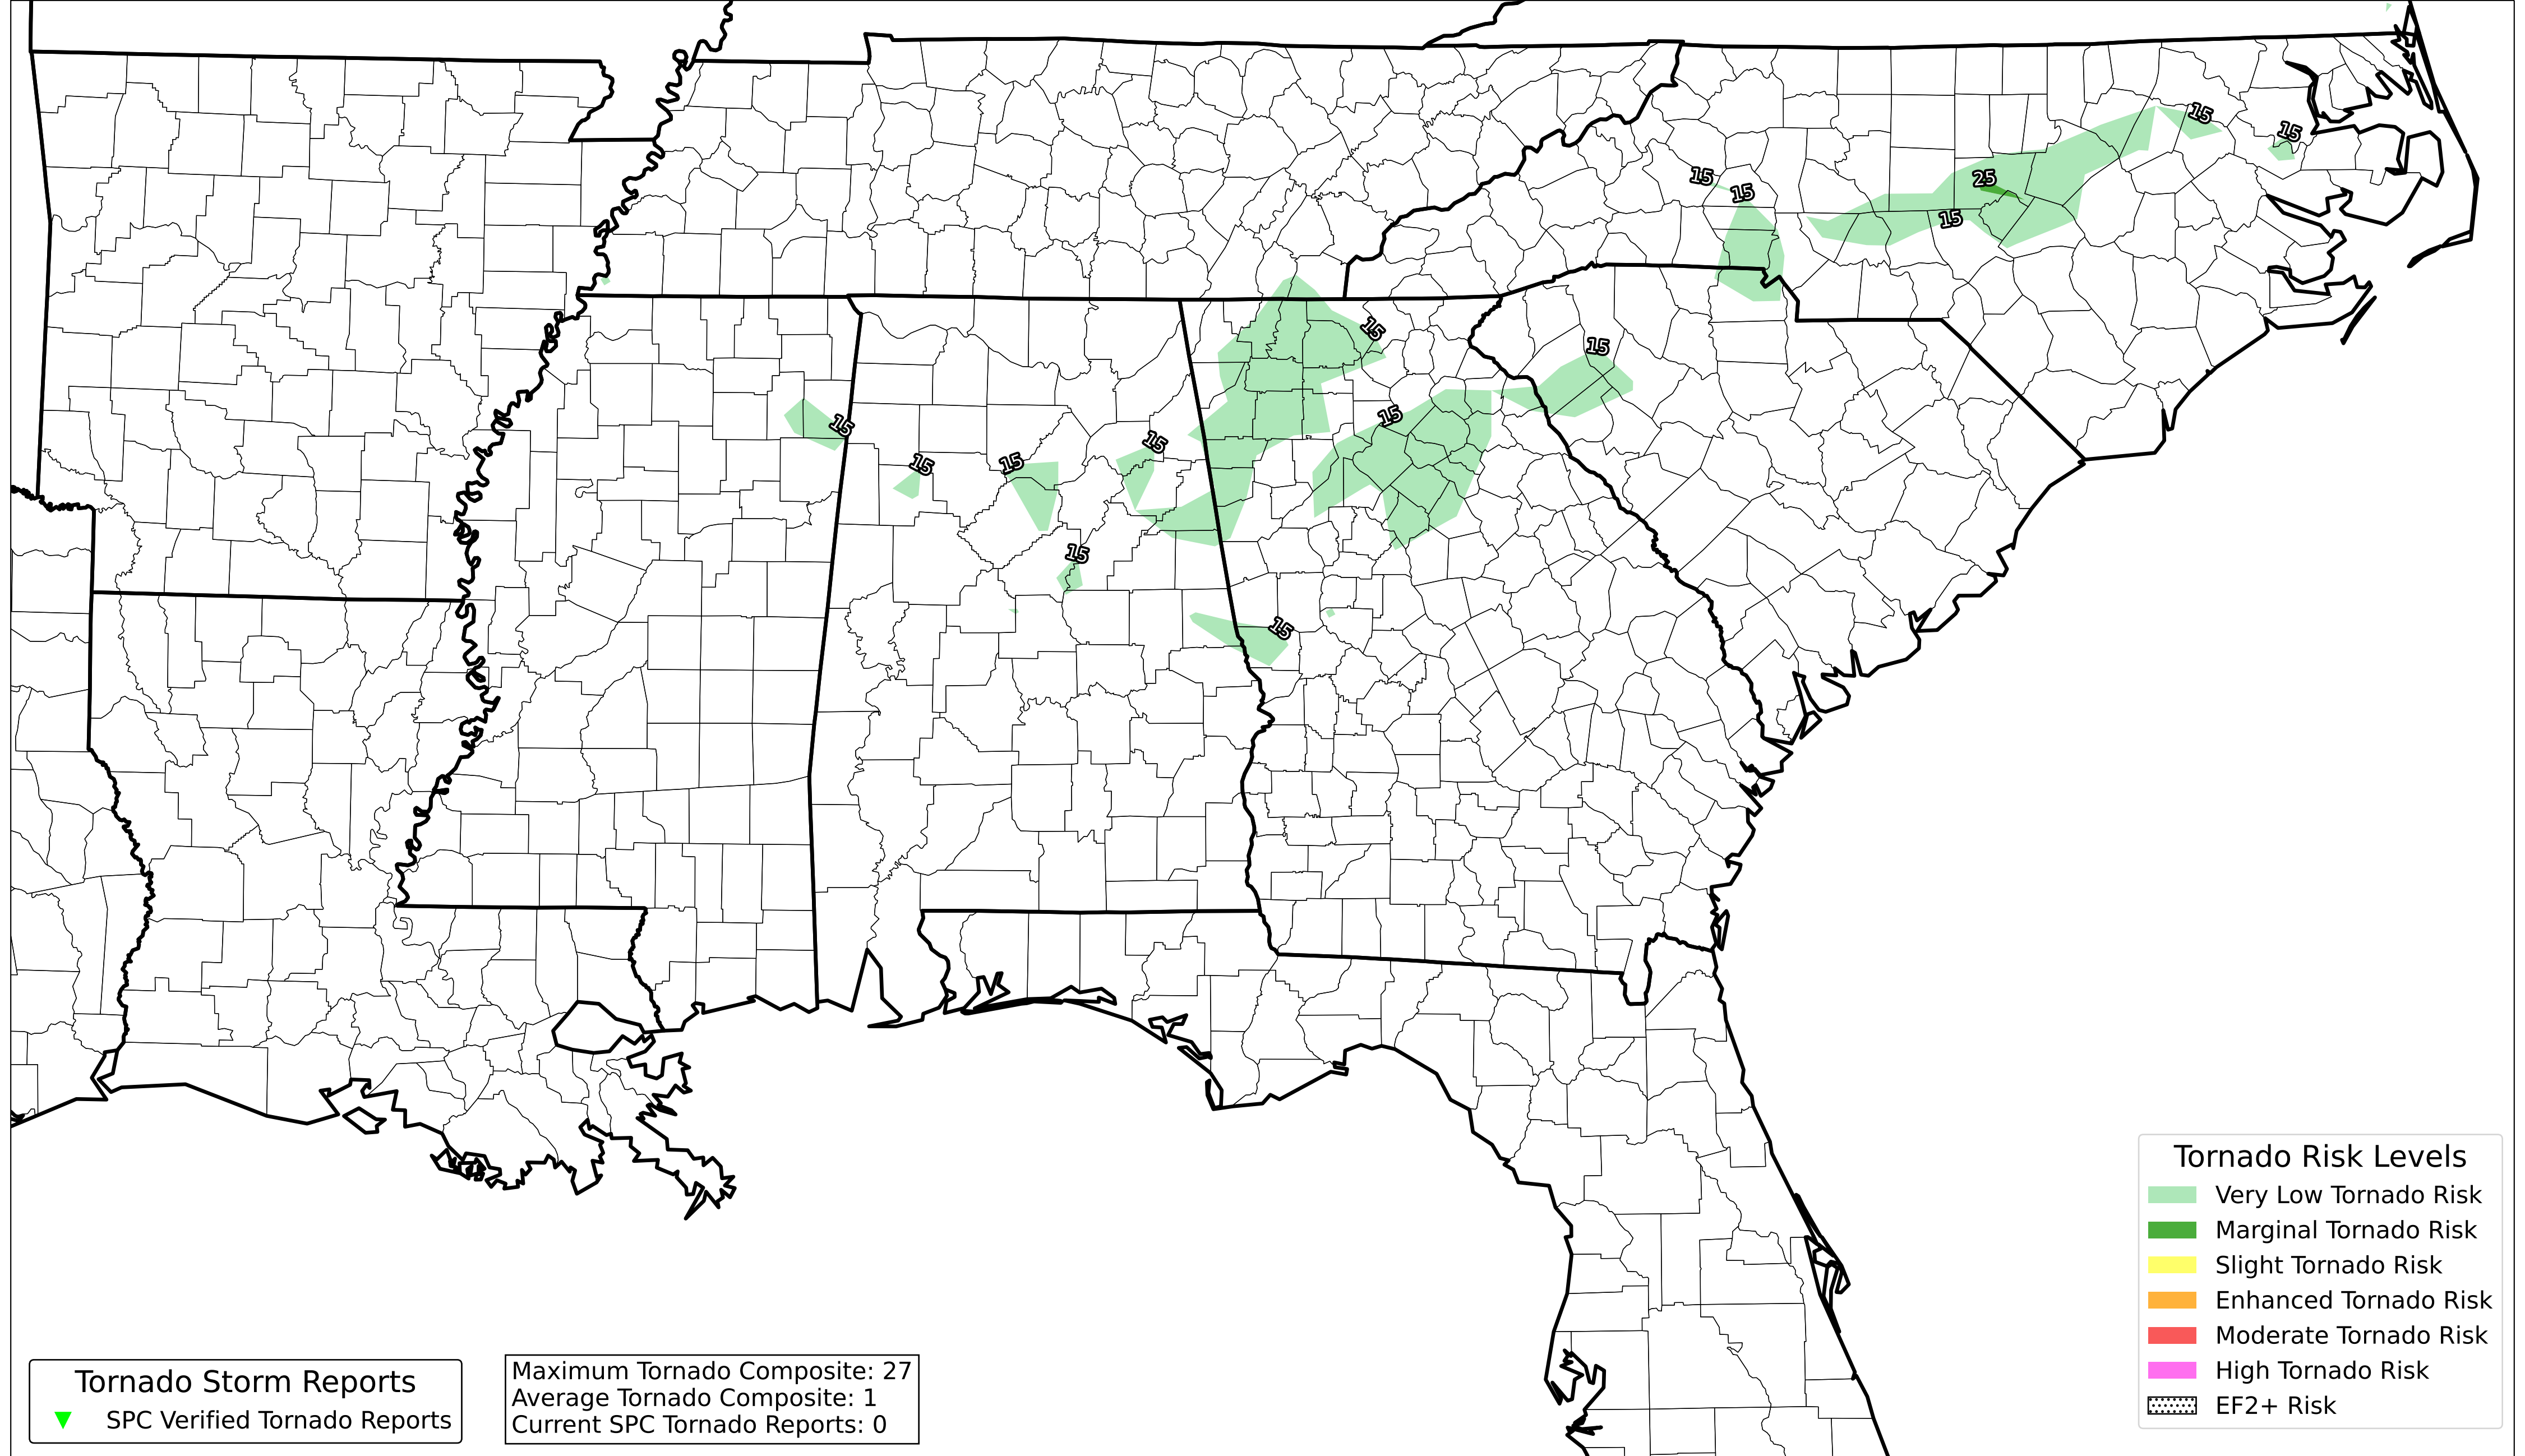 15
15
15
15
25
15
15
15
15
15
15
15
15
15
15
Tornado Risk Levels
Very Low Tornado Risk
Marginal Tornado Risk
Slight Tornado Risk
Enhanced Tornado Risk
Moderate Tornado Risk
High Tornado Risk
EF2+ Risk
Tornado Storm Reports
SPC Verified Tornado Reports
Maximum Tornado Composite: 27
Average Tornado Composite: 1
Current SPC Tornado Reports: 0